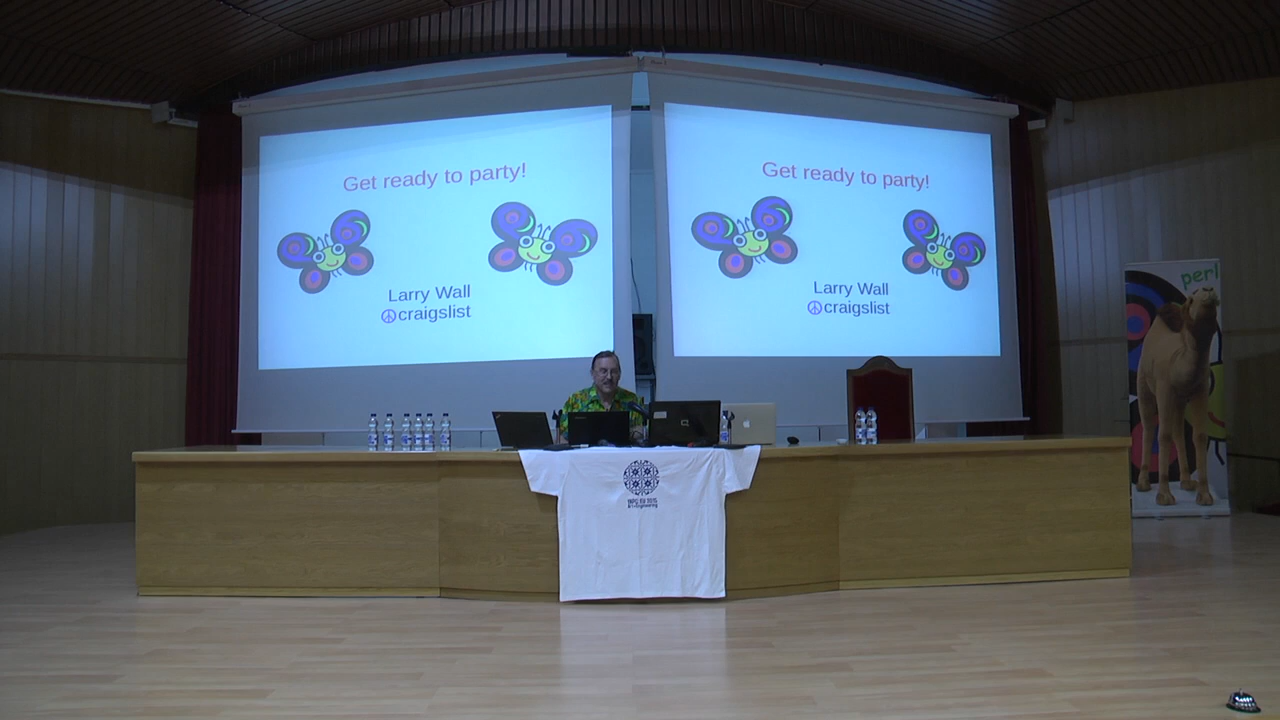 Get ready to party!
Larry Wall
☮craigslist
Get ready to party!
Larry Wall
☮craigslist
perl